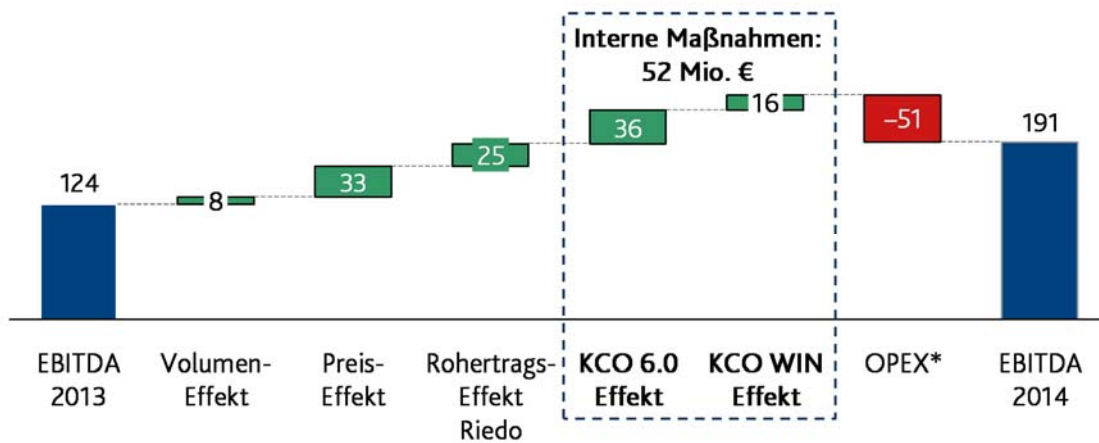 Interne Maßnahmen:
52 Mio. €
124
8
33
25
36
16
–51
191
EBITDA
2013
Volumen-
Effekt
Preis-
Effekt
Rohertrags-
Effekt
Riedo
KCO 6.0
Effekt
KCO WIN
Effekt
OPEX*
EBITDA
2014